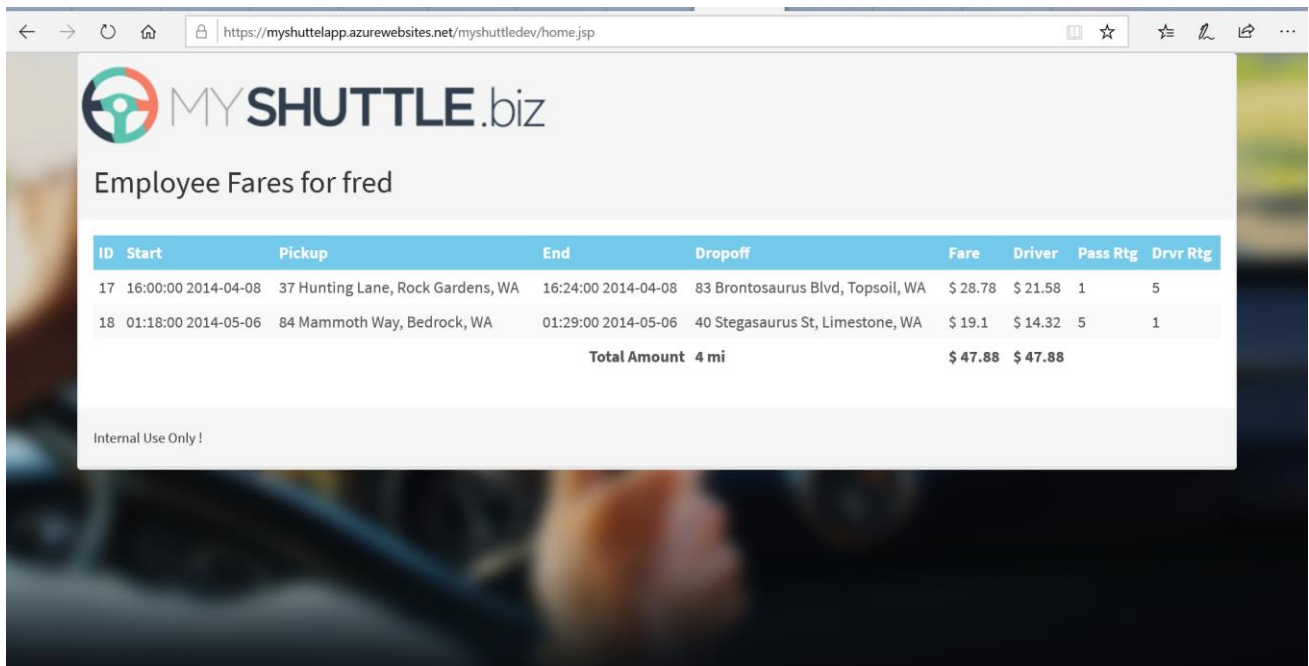 https://myshuttelapp.azurewebsites.net/myshuttledev/home.jsp
MYSHUTTLE.biz
Employee Fares for fred
ID Start Pickup End Dropoff Fare Driver Pass Rtg Drvr Rtg
17 16:00:00 2014-04-08 37 Hunting Lane, Rock Gardens, WA 16:24:00 2014-04-08 83 Brontosaurus Blvd, Topsoil, WA $ 28.78 $ 21.58 1 5
18 01:18:00 2014-05-06 84 Mammoth Way, Bedrock, WA 01:29:00 2014-05-06 40 Stegasaurus St, Limestone, WA $ 19.1 $ 14.32 5 1
Total Amount 4 mi $ 47.88 $ 47.88
Internal Use Only !